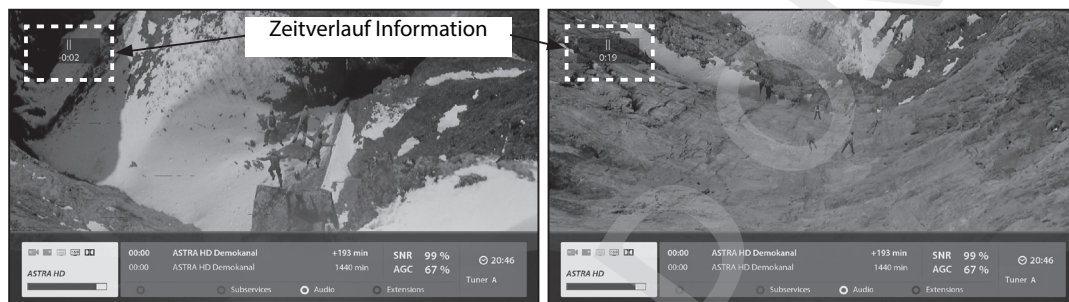 Zeitverlauf Information
-0:02
00:00 ASTRA HD Demokanal +193 min SNR 99 % 20:46
00:00 ASTRA HD Demokanal 1440 min AGC 67 %
ASTRA HD
Tuner A
Subservices Audio Extensions
0:19
00:00 ASTRA HD Demokanal +193 min SNR 99 % 20:46
00:00 ASTRA HD Demokanal 1440 min AGC 67 %
ASTRA HD
Tuner A
Subservices Audio Extensions